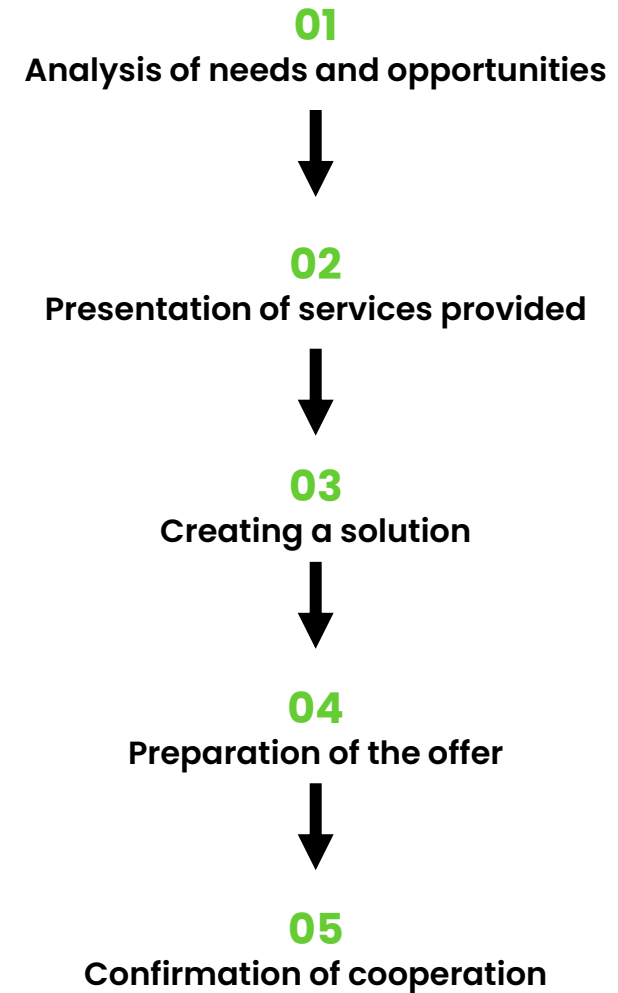 01
Analysis of needs and opportunities
02
Presentation of services provided
03
Creating a solution
04
Preparation of the offer
05
Confirmation of cooperation